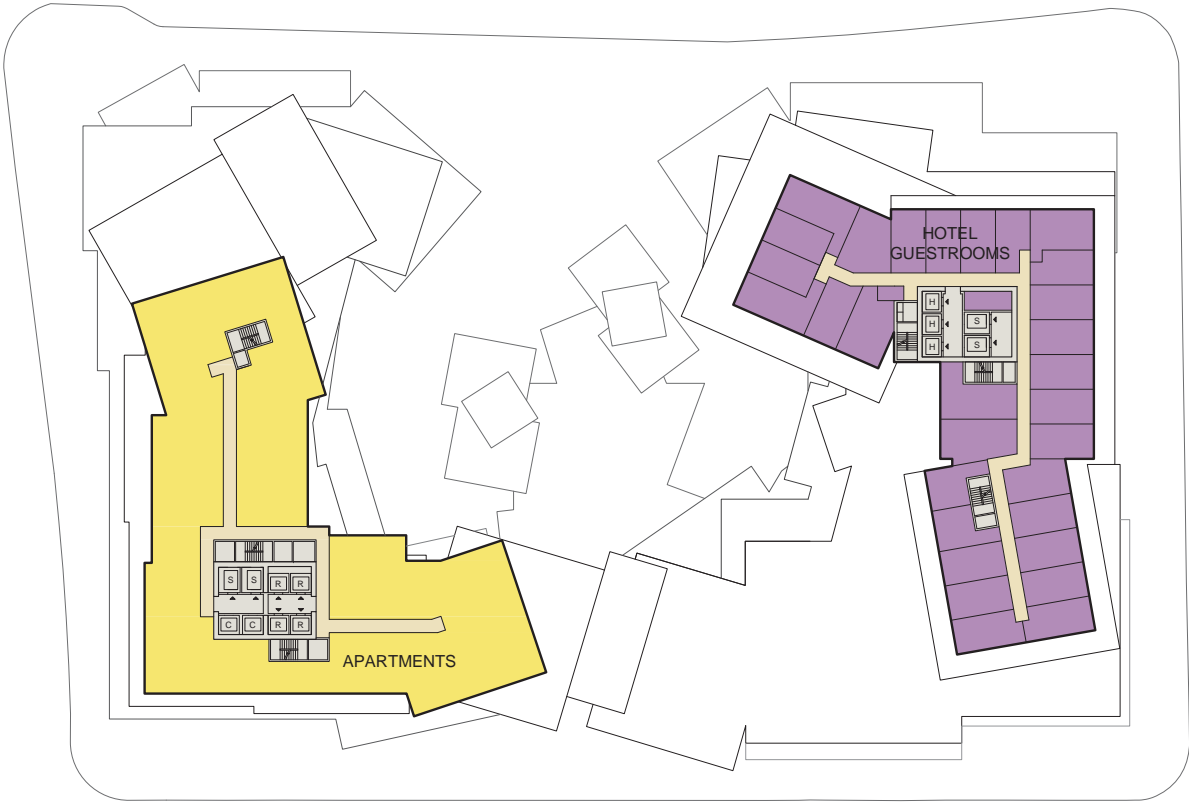 HOTEL
GUESTROOMS
H
H
S
H
S
S S R R
C C R R
APARTMENTS